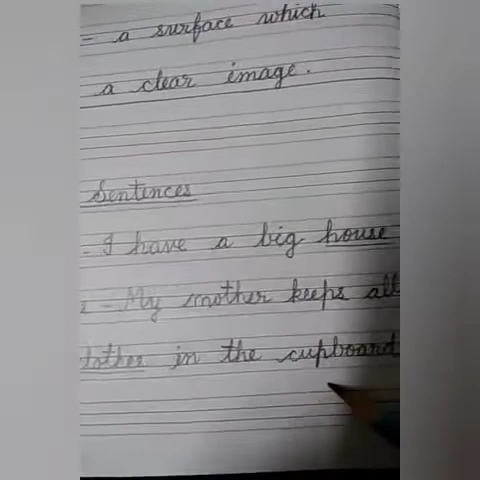 - a surface which
a clear image.
Sentences
- I have a big house
- My mother keeps all
in the cupboard